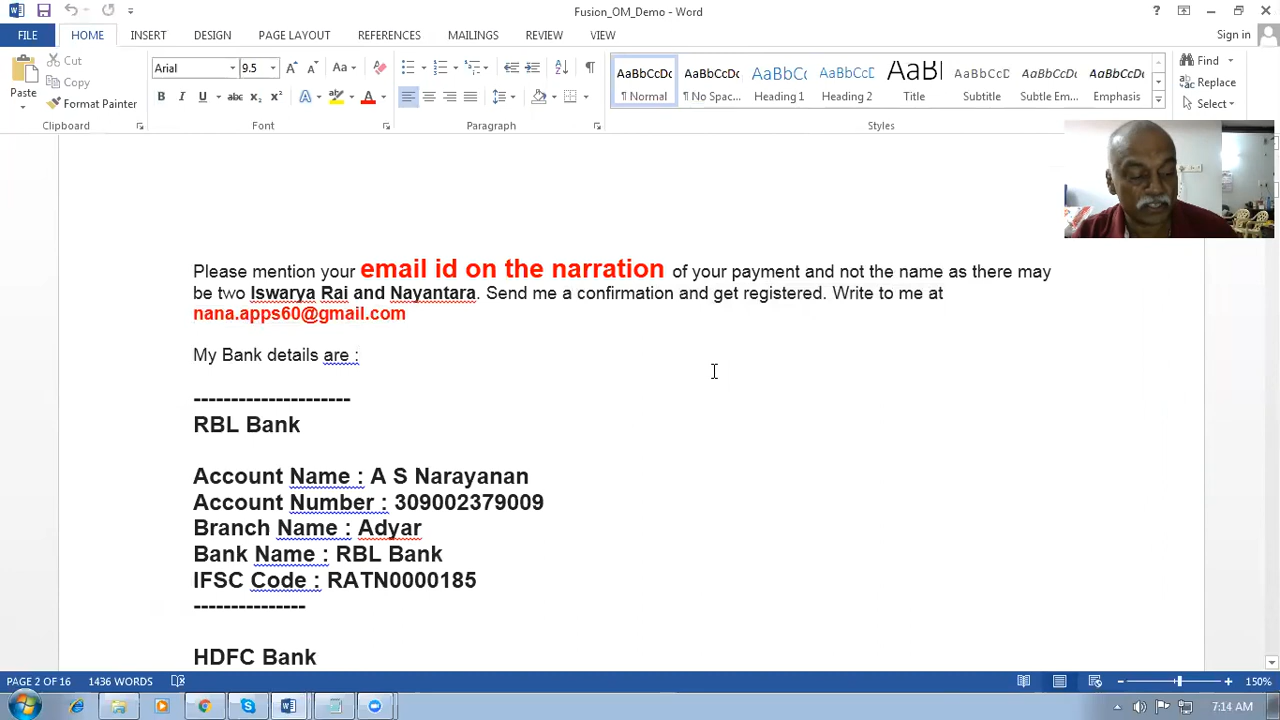 Fusion_OM_Demo - Word
FILE HOME INSERT DESIGN PAGE LAYOUT REFERENCES MAILINGS REVIEW VIEW Sign in
Paste Cut Copy Format Painter
Clipboard
Arial 9.5
Font
Paragraph
AaBbCcDc AaBbCcDc AaBbCc AaBbCc AaBl AaBbCcD AaBbCcDc AaBbCcDc
¶ Normal ¶ No Spac... Heading 1 Heading 2 Title Subtitle Subtle Em... Emphasis
Styles
Find
Replace
Select
Please mention your email id on the narration of your payment and not the name as there may
be two Iswarya Rai and Nayantara. Send me a confirmation and get registered. Write to me at
nana.apps60@gmail.com
My Bank details are :
---------------------
RBL Bank
Account Name : A S Narayanan
Account Number : 309002379009
Branch Name : Adyar
Bank Name : RBL Bank
IFSC Code : RATN0000185
---------------
HDFC Bank
PAGE 2 OF 16 1436 WORDS 150%
7:14 AM